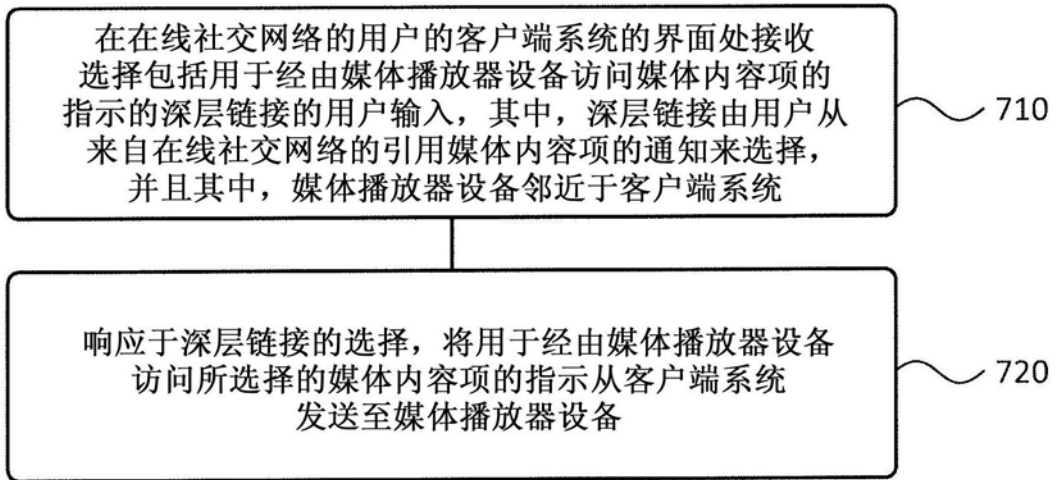 在在线社交网络的用户的客户端系统的界面处接收
选择包括用于经由媒体播放器设备访问媒体内容项的
指示的深层链接的用户输入，其中，深层链接由用户从
来自在线社交网络的引用媒体内容项的通知来选择，
并且其中，媒体播放器设备邻近于客户端系统
710
响应于深层链接的选择，将用于经由媒体播放器设备
访问所选择的媒体内容项的指示从客户端系统
发送至媒体播放器设备
720